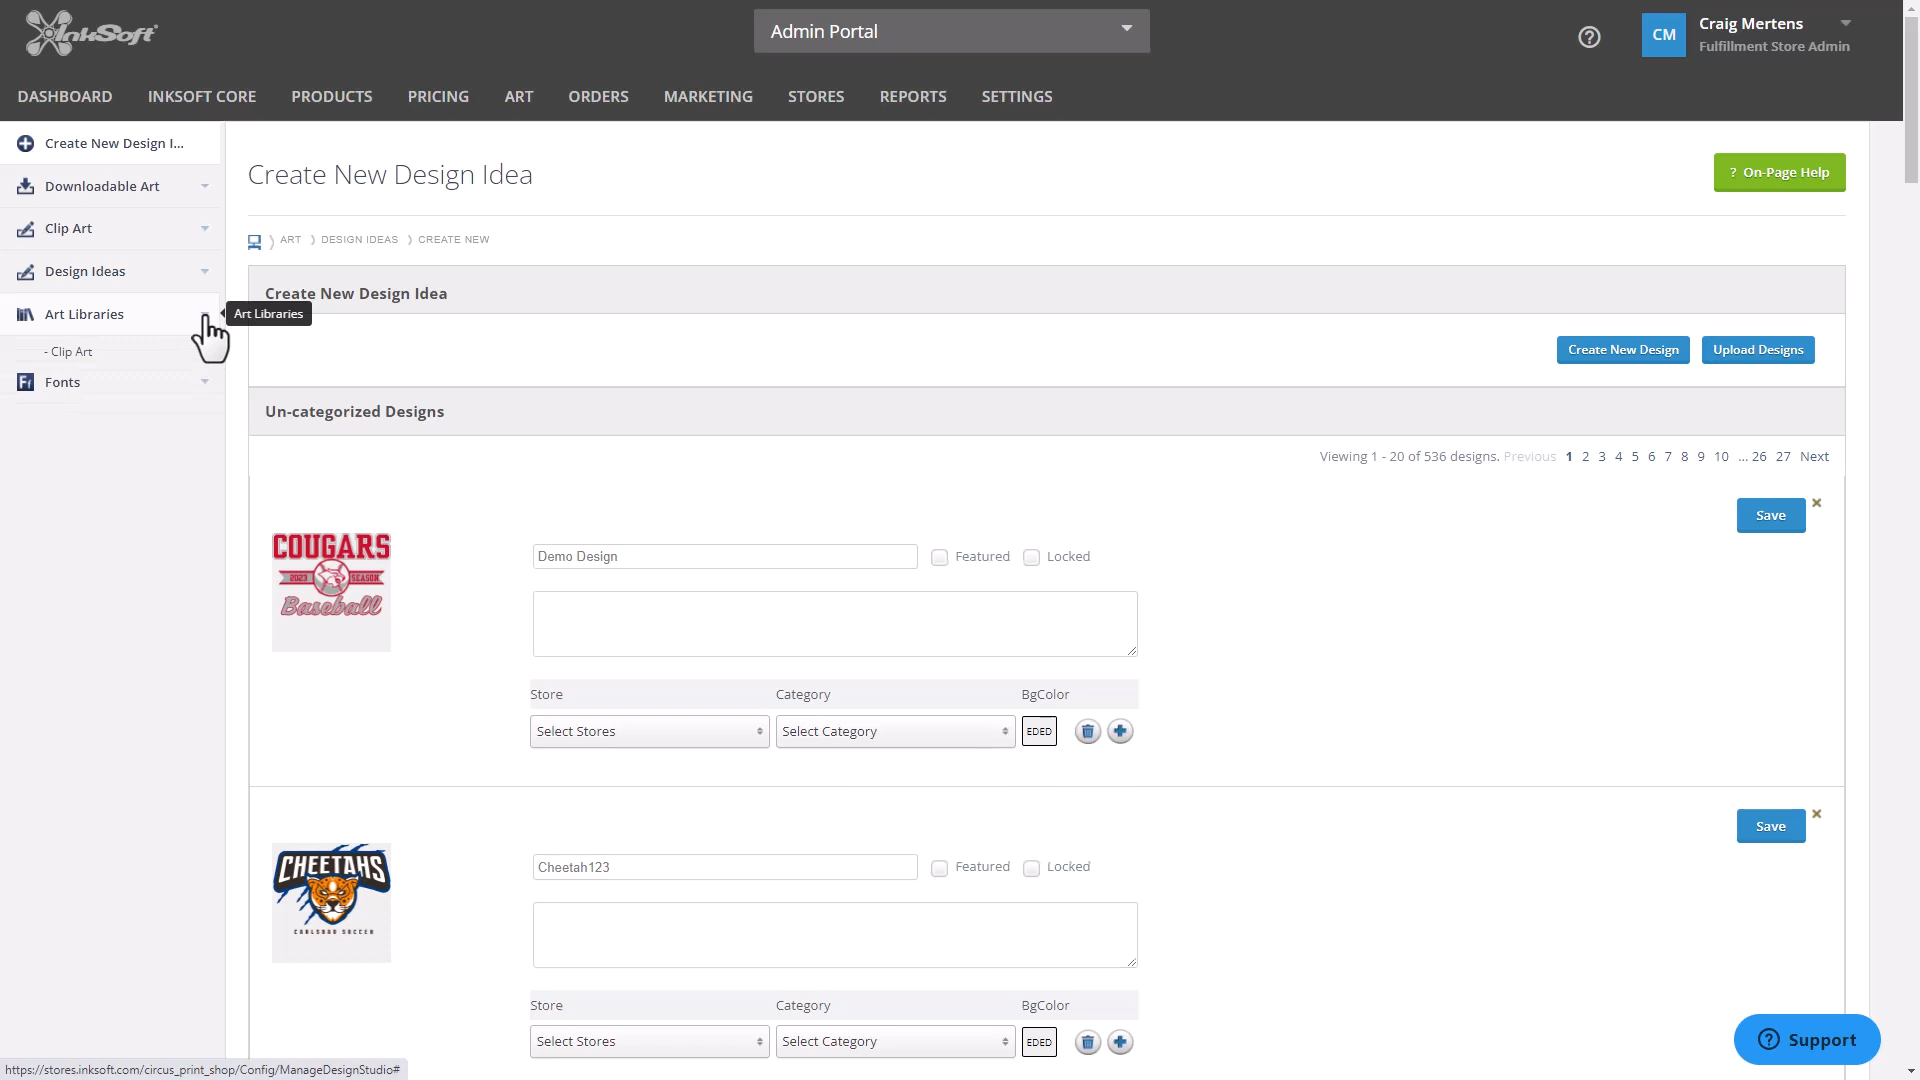 InkSoft
Admin Portal
CM
Craig Mertens
Fulfillment Store Admin
DASHBOARD INKSOFT CORE PRODUCTS PRICING ART ORDERS MARKETING STORES REPORTS SETTINGS
Create New Design I...
Downloadable Art
Clip Art
Design Ideas
Art Libraries
- Clip Art
Ff Fonts
Art Libraries
Create New Design Idea
? On-Page Help
ART DESIGN IDEAS CREATE NEW
Create New Design Idea
Create New Design Upload Designs
Un-categorized Designs
Viewing 1 - 20 of 536 designs. Previous 1 2 3 4 5 6 7 8 9 10 ... 26 27 Next
Save
COUGARS
2023 SEASON
Baseball
Demo Design
Featured Locked
Store Category BgColor
Select Stores Select Category EDED
Save
CHEETAHS
CARLSBAD SOCCER
Cheetah123
Featured Locked
Store Category BgColor
Select Stores Select Category EDED
? Support
https://stores.inksoft.com/circus_print_shop/Config/ManageDesignStudio#